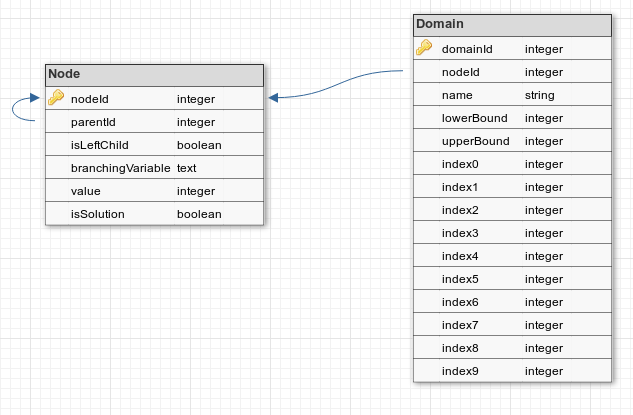 Node
nodeId integer
parentId integer
isLeftChild boolean
branchingVariable text
value integer
isSolution boolean
Domain
domainId integer
nodeId integer
name string
lowerBound integer
upperBound integer
index0 integer
index1 integer
index2 integer
index3 integer
index4 integer
index5 integer
index6 integer
index7 integer
index8 integer
index9 integer